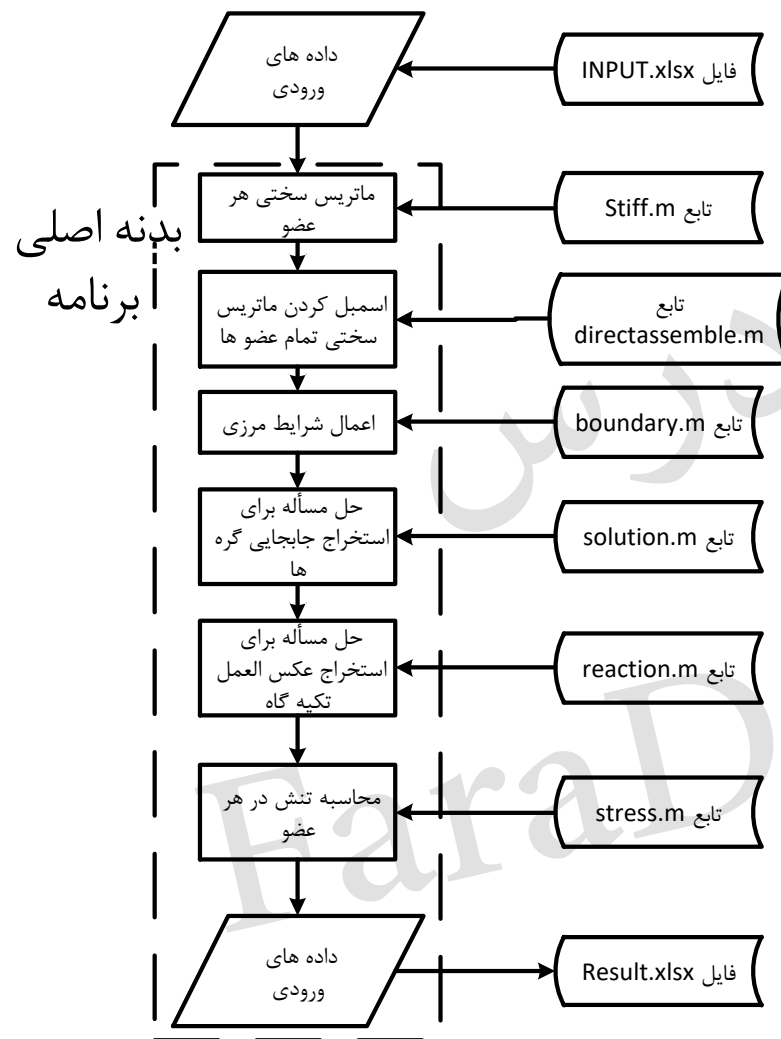 داده های
ورودی
فایل INPUT.xlsx
بدنه اصلی
برنامه
ماتریس سختی هر
عضو
تابع Stiff.m
اسمبل کردن ماتریس
سختی تمام عضو ها
تابع
directassemble.m
اعمال شرایط مرزی
تابع boundary.m
حل مسأله برای
استخراج جابجایی گره
ها
تابع solution.m
حل مسأله برای
استخراج عکس العمل
تکیه گاه
تابع reaction.m
محاسبه تنش در هر
عضو
تابع stress.m
داده های
ورودی
فایل Result.xlsx
درس
FaraD